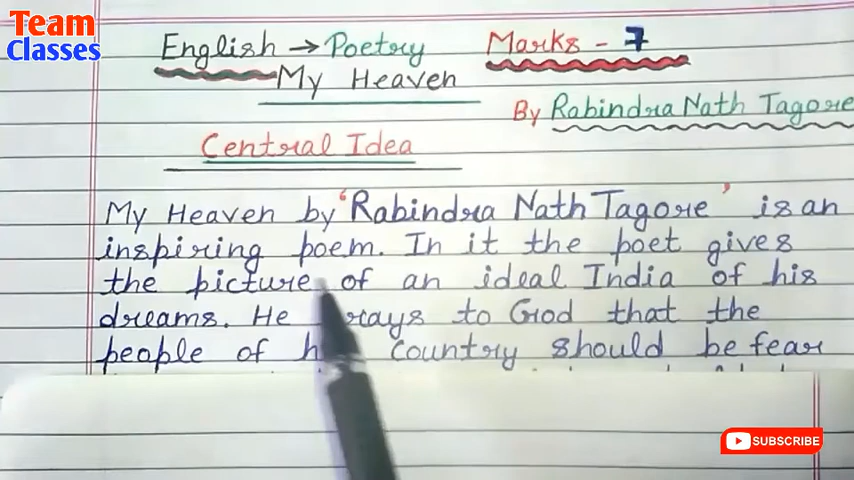 Team
Classes
English → Poetry Marks - 7
My Heaven
By Rabindra Nath Tagore
Central Idea
My Heaven by 'Rabindra Nath Tagore' is an
inspiring poem. In it the poet gives
the picture of an ideal India of his
dreams. He to God that the
people of country should be fear
SUBSCRIBE